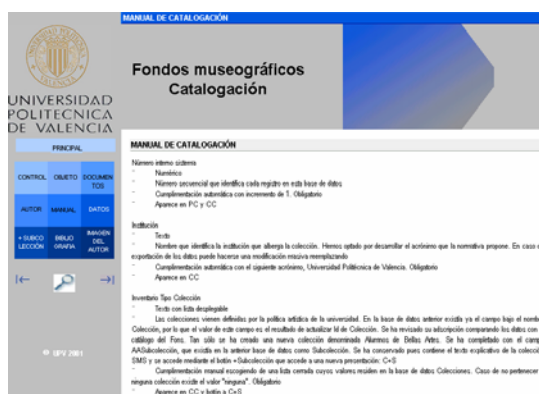 MANUAL DE CATALOGACIÓN
UNIVERSIDAD
POLITECNICA
DE VALENCIA
Fondos museográficos
Catalogación
PRINCIPAL
CONTROL OBJETO DOCUMEN
TOS
AUTOR MANUAL DATOS
+ SUBCO
LECCIÓN
BIBLIO
GRAFIA
IMAGEN
DEL
AUTOR
© UPV 2001
MANUAL DE CATALOGACIÓN
Número interno sistema
Numérico
Número secuencial que identifica cada registro en esta base de datos
Cumplimentación automática con incremento de 1. Obligatorio
Aparece en PC y CC
Institución
Texto
Nombre que identifica la institución que alberga la colección. Hemos optado por desarrollar el acrónimo que la normativa propone. En caso d
exportación de los datos puede hacerse una modificación masiva reemplazando
Cumplimentación automática con el siguiente acrónimo, Universidad Politécnica de Valencia. Obligatorio
Aparece en CC
Inventario Tipo Colección
Texto con lista desplegable
Las colecciones vienen definidas por la política artística de la universidad. En la base de datos anterior existía ya el campo bajo el nomb
Colección, por lo que el valor de este campo es el resultado de actualizar Id de Colección. Se ha revisado su adscripción comparando los datos con
catálogo del Fons. Tan sólo se ha creado una nueva colección denominada Alumnos de Bellas Artes. Se ha completado con el camp
AASubcolección, que existía en la anterior base de datos como Subcolección. Se ha conservado pues contiene el texto explicativo de la colecció
SMS y se accede mediante el botón +Subcolección que accede a una nueva presentación: C+S
Cumplimentación manual escogiendo de una lista cerrada cuyos valores residen en la base de datos Colecciones. Caso de no pertenecer
ninguna colección existe el valor "ninguna". Obligatorio
Aparece en CC y botón a C+S